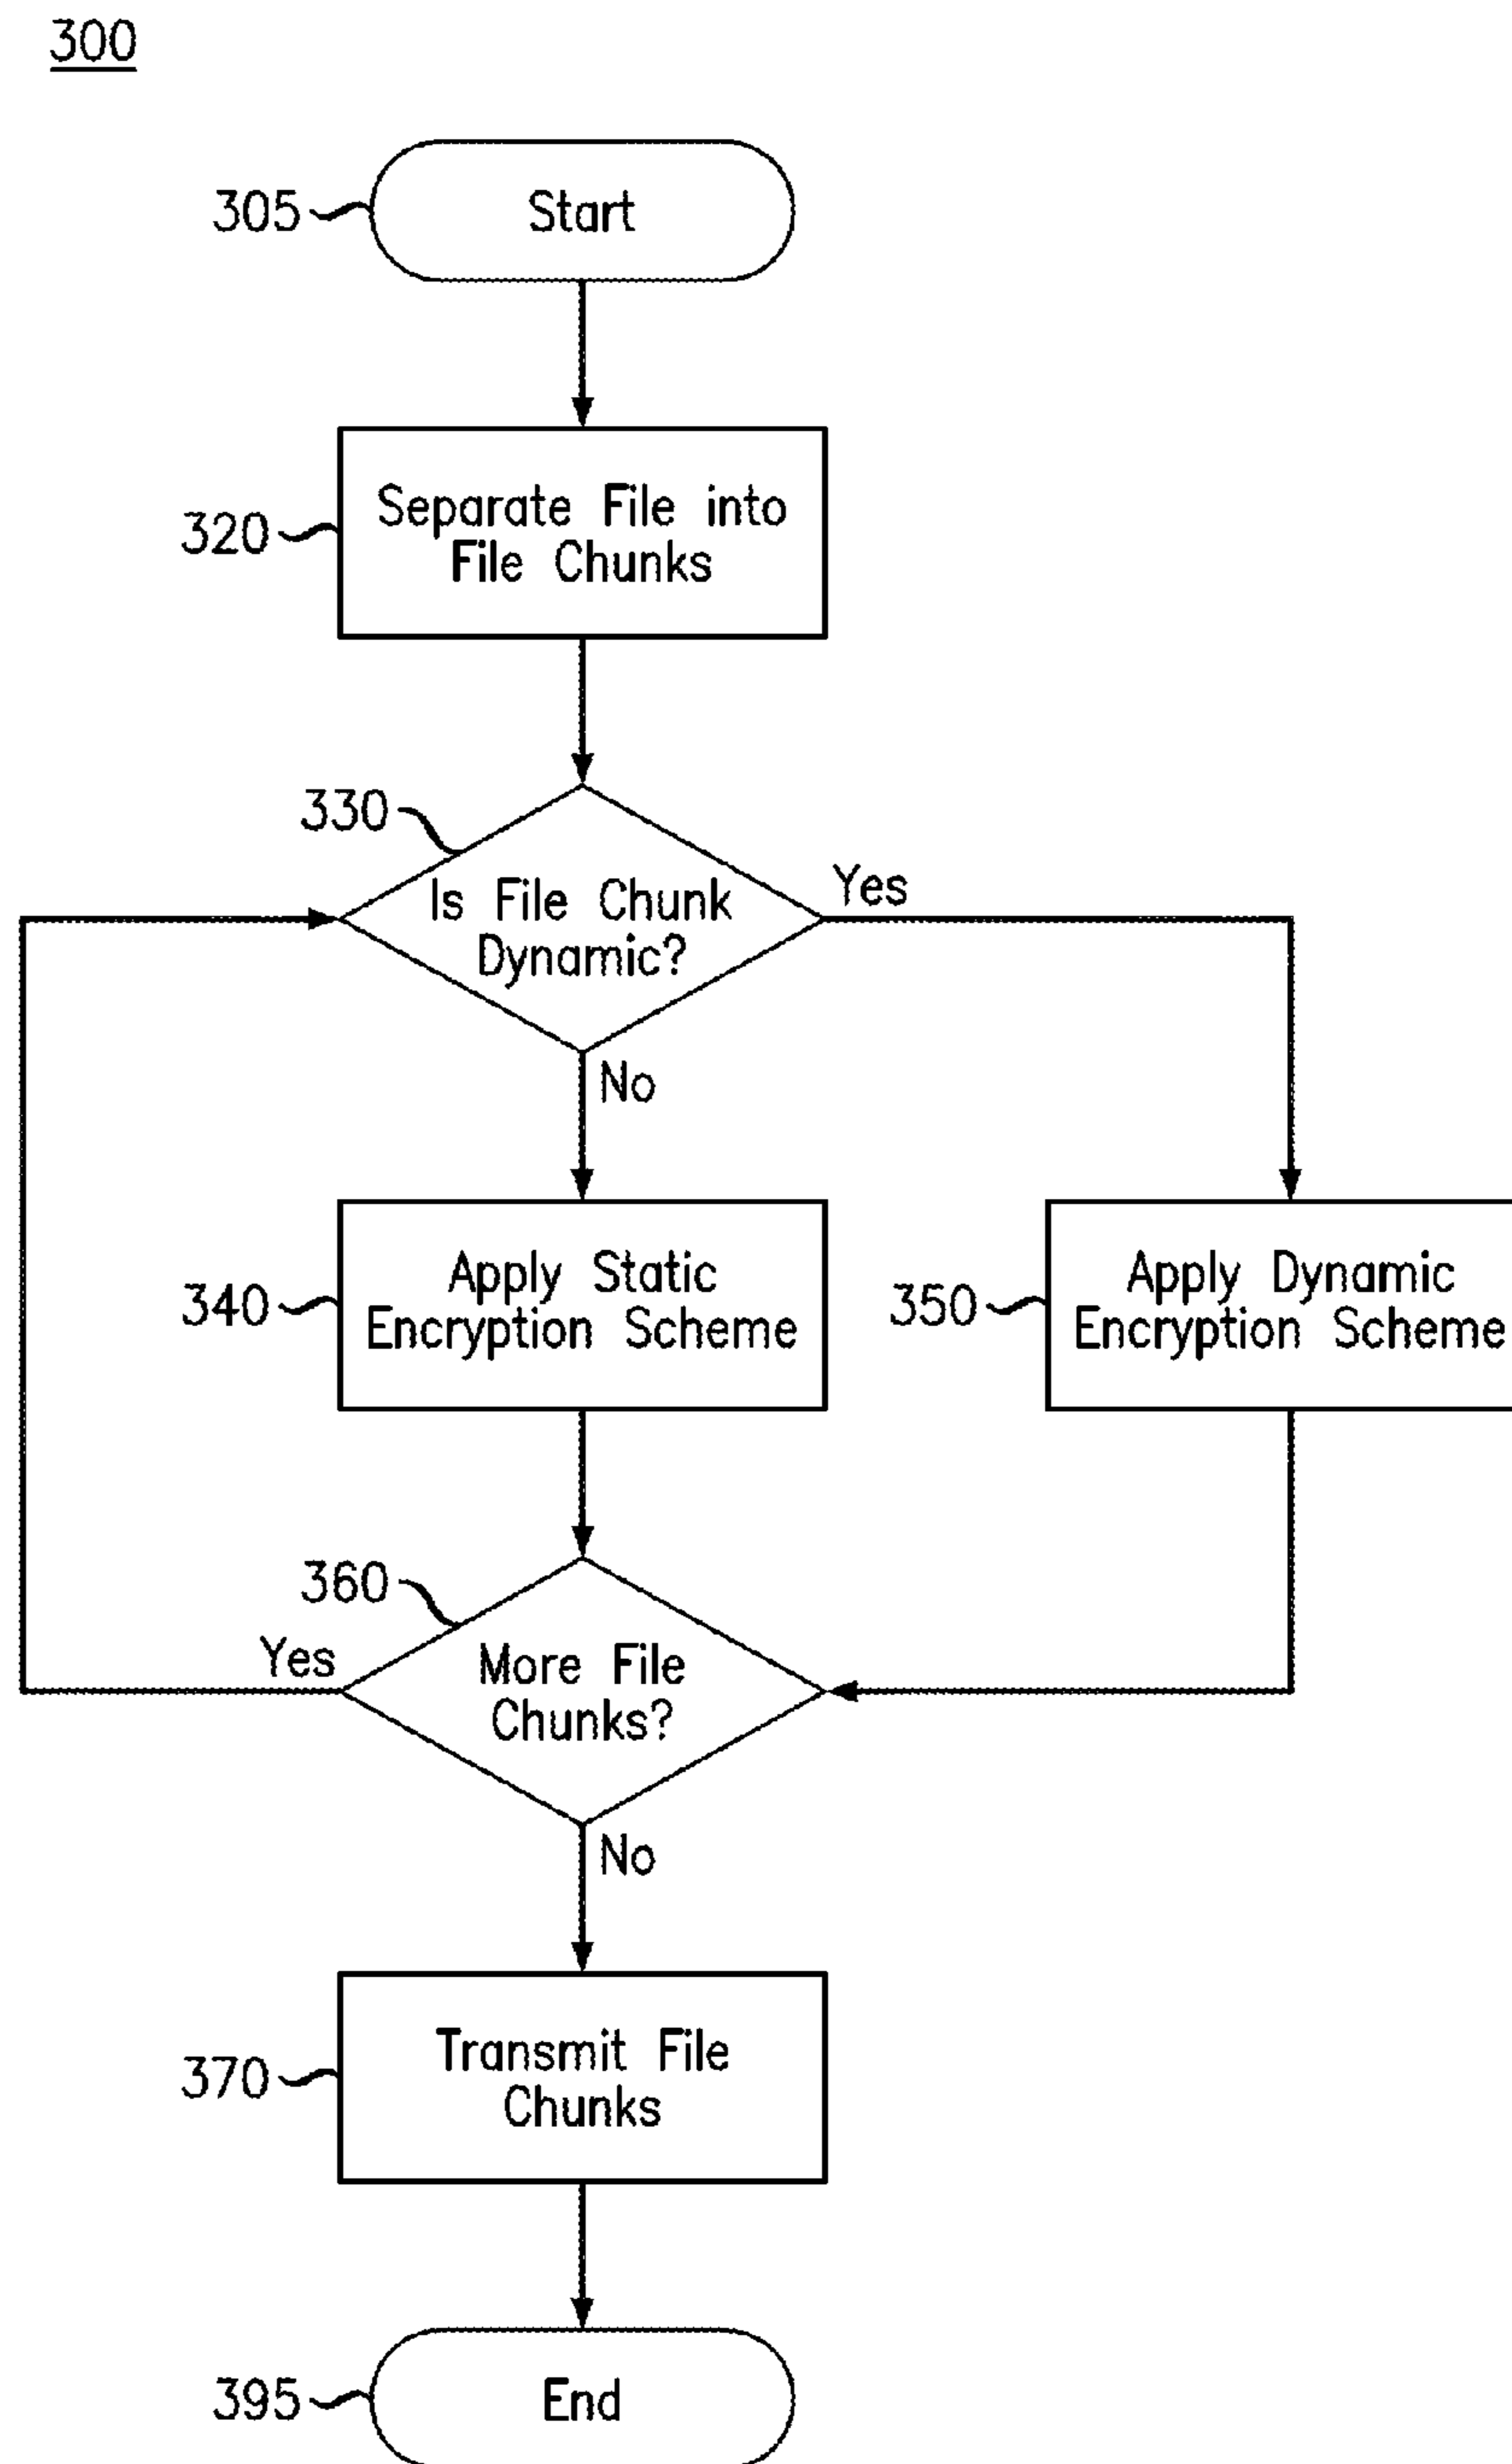 300
305
Start
320
Separate File into
File Chunks
330
Is File Chunk
Dynamic?
Yes
No
340
Apply Static
Encryption Scheme
350
Apply Dynamic
Encryption Scheme
360
Yes
More File
Chunks?
No
370
Transmit File
Chunks
395
End